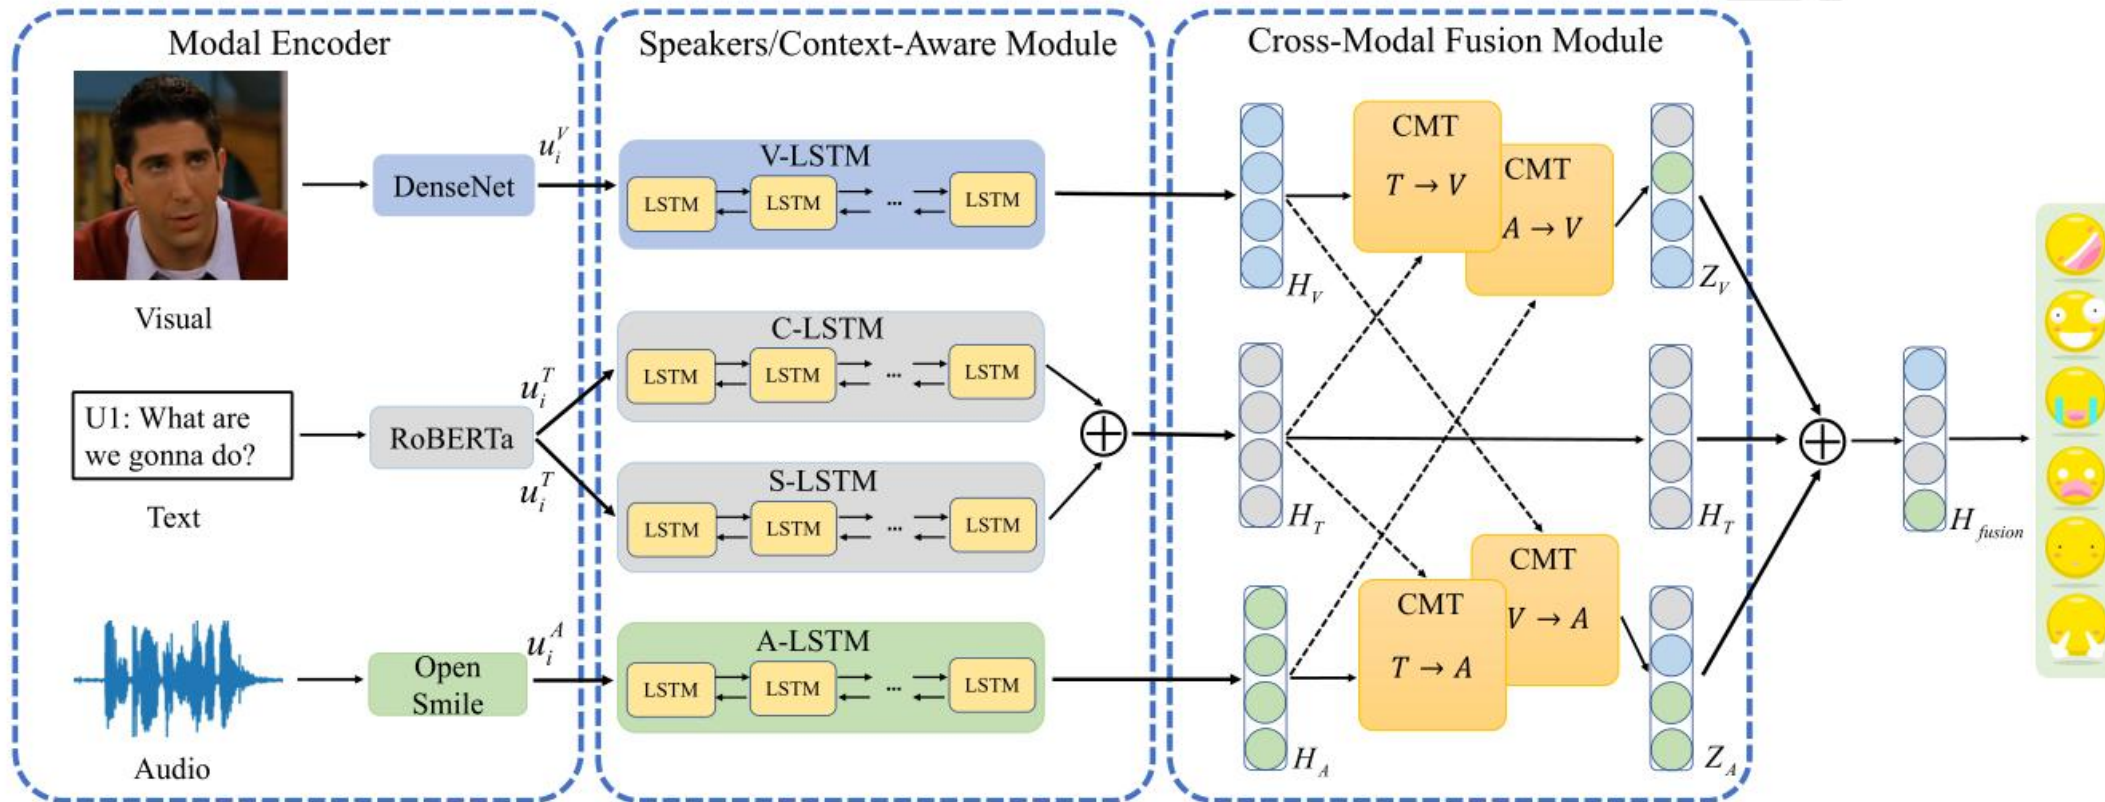 Modal Encoder
Speakers/Context-Aware Module
Cross-Modal Fusion Module
Visual
DenseNet
u_i^V
V-LSTM
LSTM LSTM ... LSTM
H_V
CMT
T → V
CMT
A → V
Z_V
U1: What are
we gonna do?
Text
RoBERTa
u_i^T
u_i^T
C-LSTM
LSTM LSTM ... LSTM
S-LSTM
LSTM LSTM ... LSTM
H_T
H_T
H_fusion
Audio
Open
Smile
u_i^A
A-LSTM
LSTM LSTM ... LSTM
H_A
CMT
T → A
CMT
V → A
Z_A